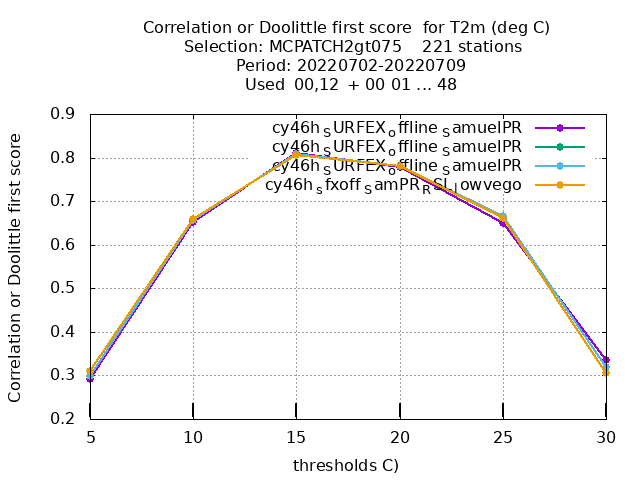 Correlation or Doolittle first score  for T2m (deg C)
Selection: MCPATCH2gt075    221 stations
Period: 20220702-20220709
Used  00,12  + 00 01 ... 48
0.9
0.8
0.7
0.6
0.5
0.4
0.3
0.2
Correlation or Doolittle first score
cy46h_SURFEX_offline_SamuelPR
cy46h_SURFEX_offline_SamuelPR
cy46h_SURFEX_offline_SamuelPR
cy46h_sfxoff_SamPR_RSL_lowvego
5 10 15 20 25 30
thresholds C)